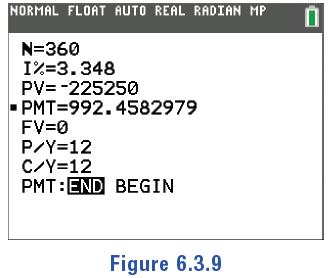 NORMAL FLOAT AUTO REAL RADIAN MP
N=360
I%=3.348
PV=-225250
PMT=992.4582979
FV=0
P/Y=12
C/Y=12
PMT:END BEGIN
Figure 6.3.9